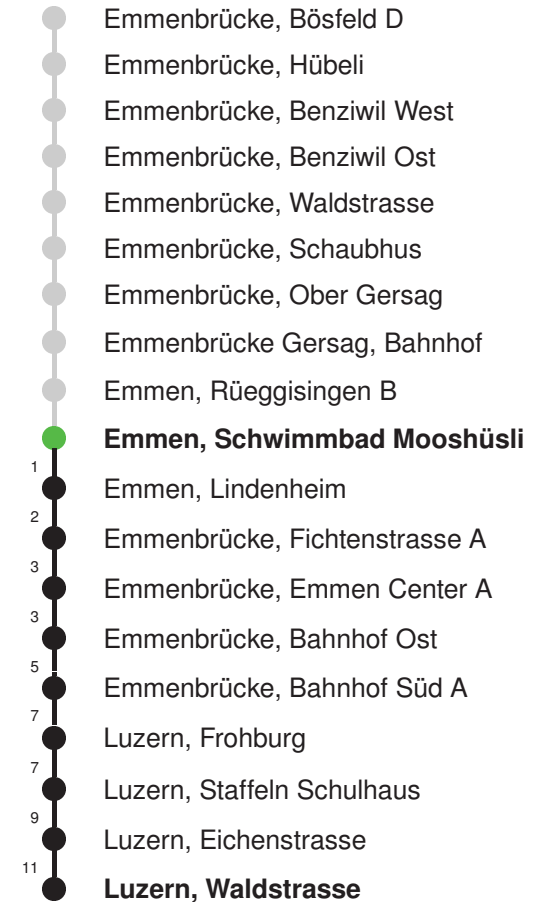 Emmenbrücke, Bösfeld D
Emmenbrücke, Hübeli
Emmenbrücke, Benziwil West
Emmenbrücke, Benziwil Ost
Emmenbrücke, Waldstrasse
Emmenbrücke, Schaubhus
Emmenbrücke, Ober Gersag
Emmenbrücke Gersag, Bahnhof
Emmen, Rüeggisingen B
Emmen, Schwimmbad Mooshüsli
1 Emmen, Lindenheim
2 Emmenbrücke, Fichtenstrasse A
3 Emmenbrücke, Emmen Center A
3 Emmenbrücke, Bahnhof Ost
5 Emmenbrücke, Bahnhof Süd A
7 Luzern, Frohburg
7 Luzern, Staffeln Schulhaus
9 Luzern, Eichenstrasse
11 Luzern, Waldstrasse